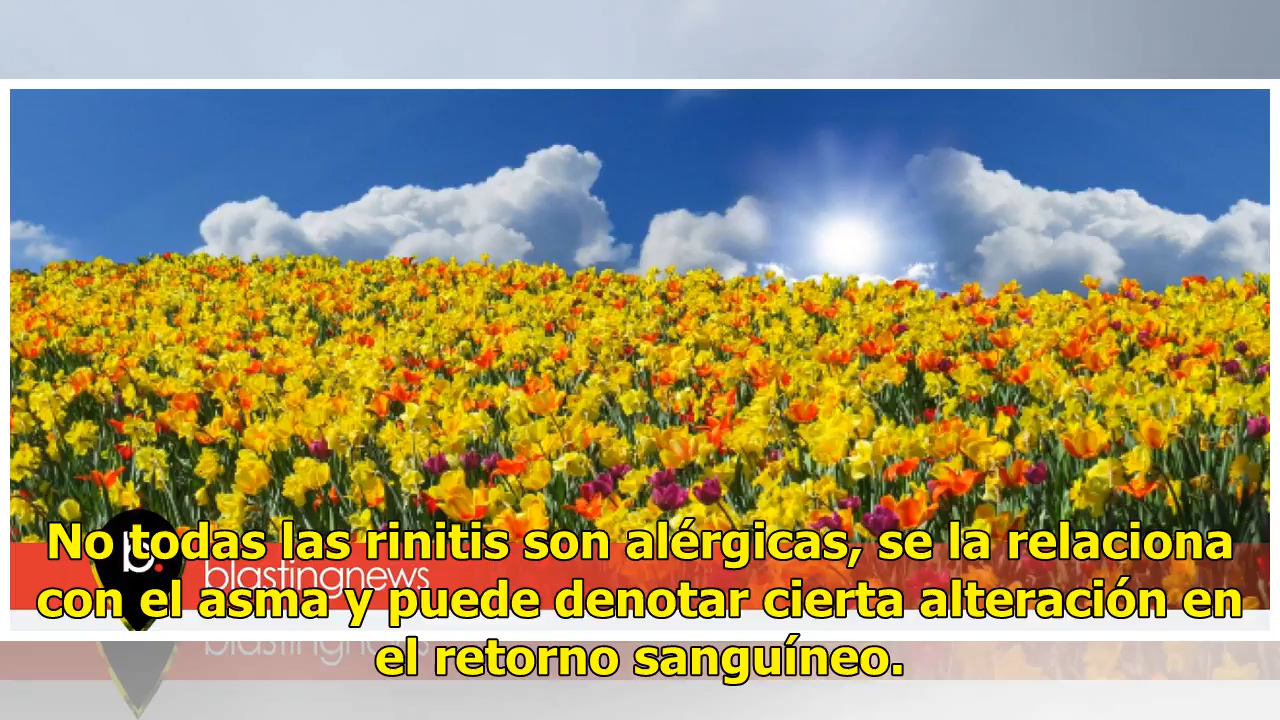 No todas las rinitis son alérgicas, se la relaciona
b.
blastingnews
con el asma y puede denotar cierta alteración en
el retorno sanguíneo.